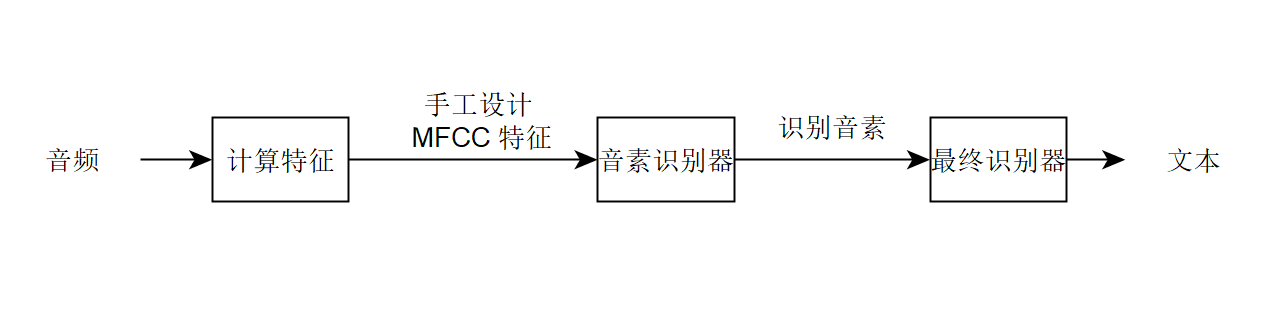 音频
计算特征
手工设计
MFCC 特征
音素识别器
识别音素
最终识别器
文本